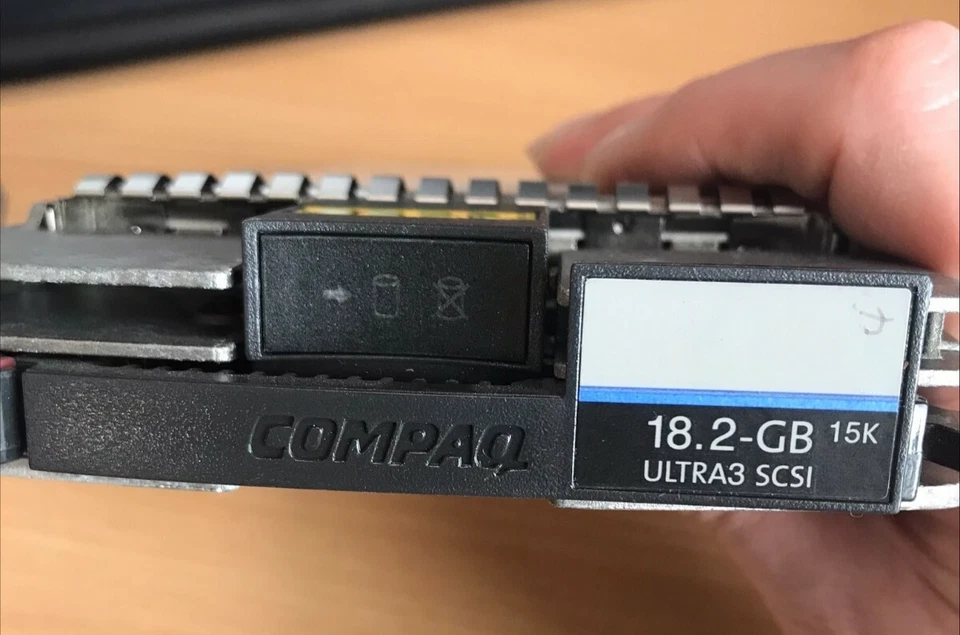 COMPAQ
18.2-GB 15K
ULTRA3 SCSI